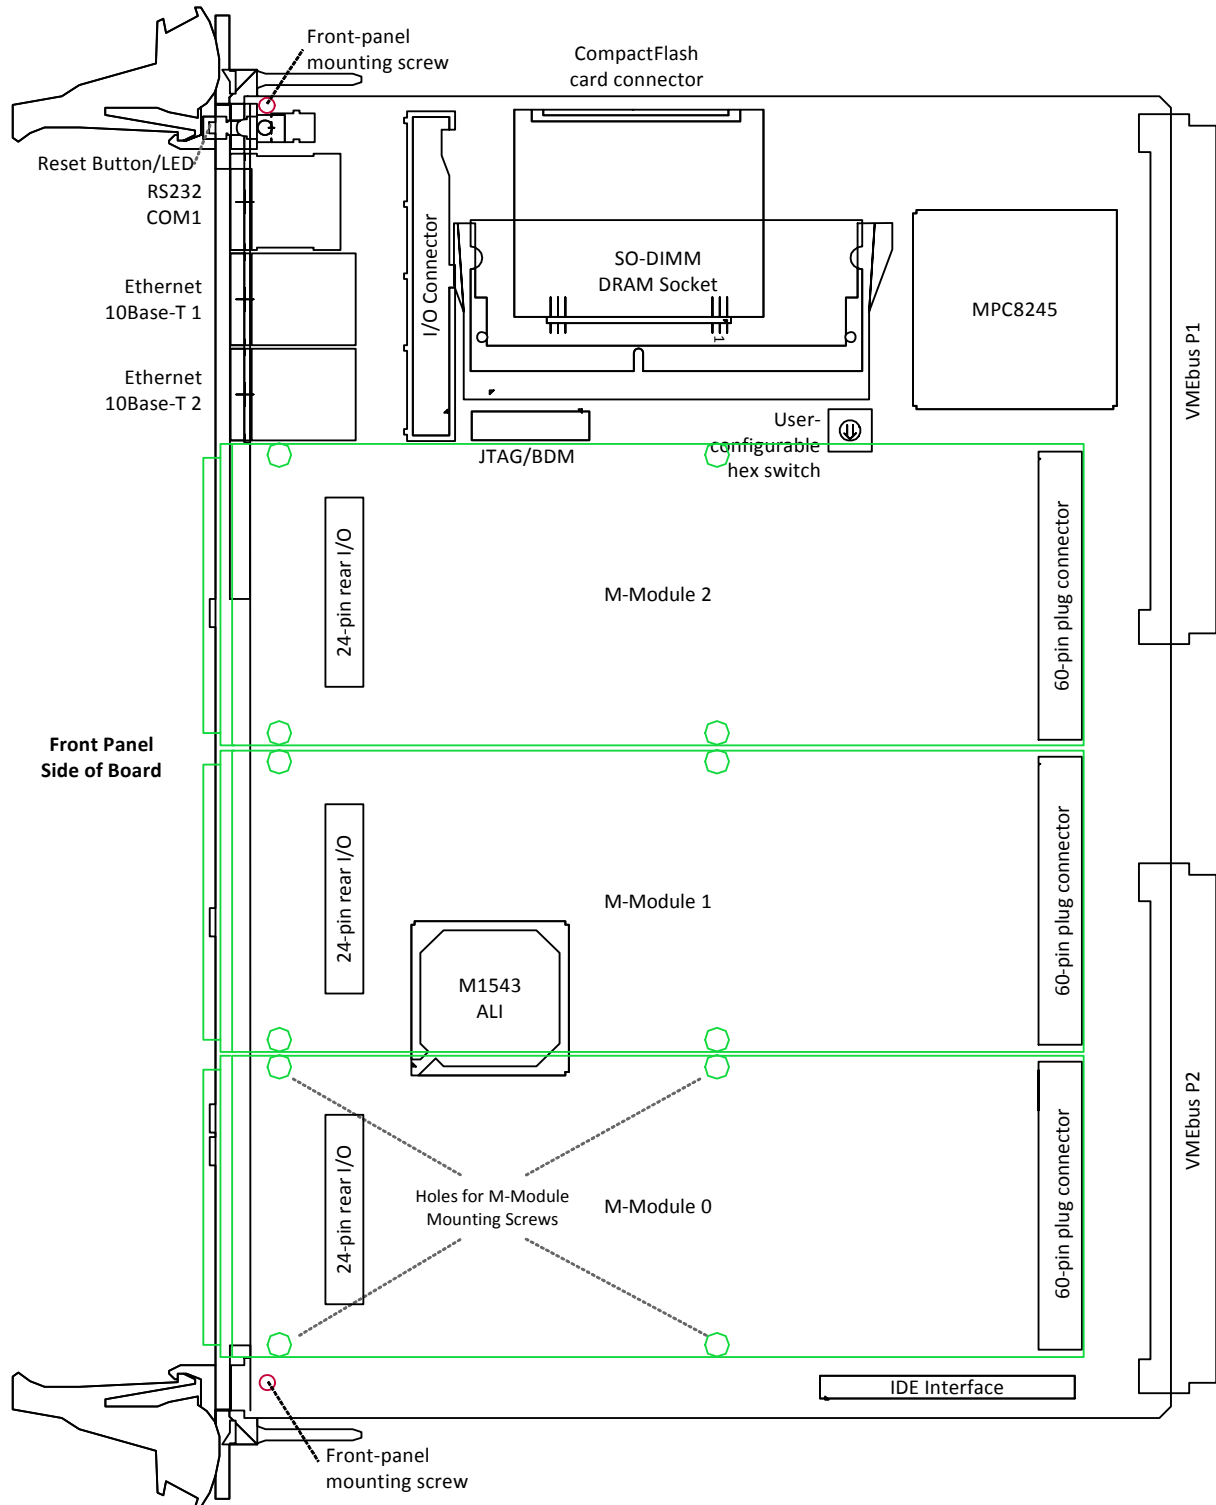 Front-panel
mounting screw
CompactFlash
card connector
Reset Button/LED
RS232
COM1
Ethernet
10Base-T 1
Ethernet
10Base-T 2
I/O Connector
SO-DIMM
DRAM Socket
1
MPC8245
VMEbus P1
JTAG/BDM
User-
configurable
hex switch
24-pin rear I/O
M-Module 2
60-pin plug connector
Front Panel
Side of Board
24-pin rear I/O
M-Module 1
60-pin plug connector
M1543
ALI
VMEbus P2
24-pin rear I/O
Holes for M-Module
Mounting Screws
M-Module 0
60-pin plug connector
IDE Interface
Front-panel
mounting screw